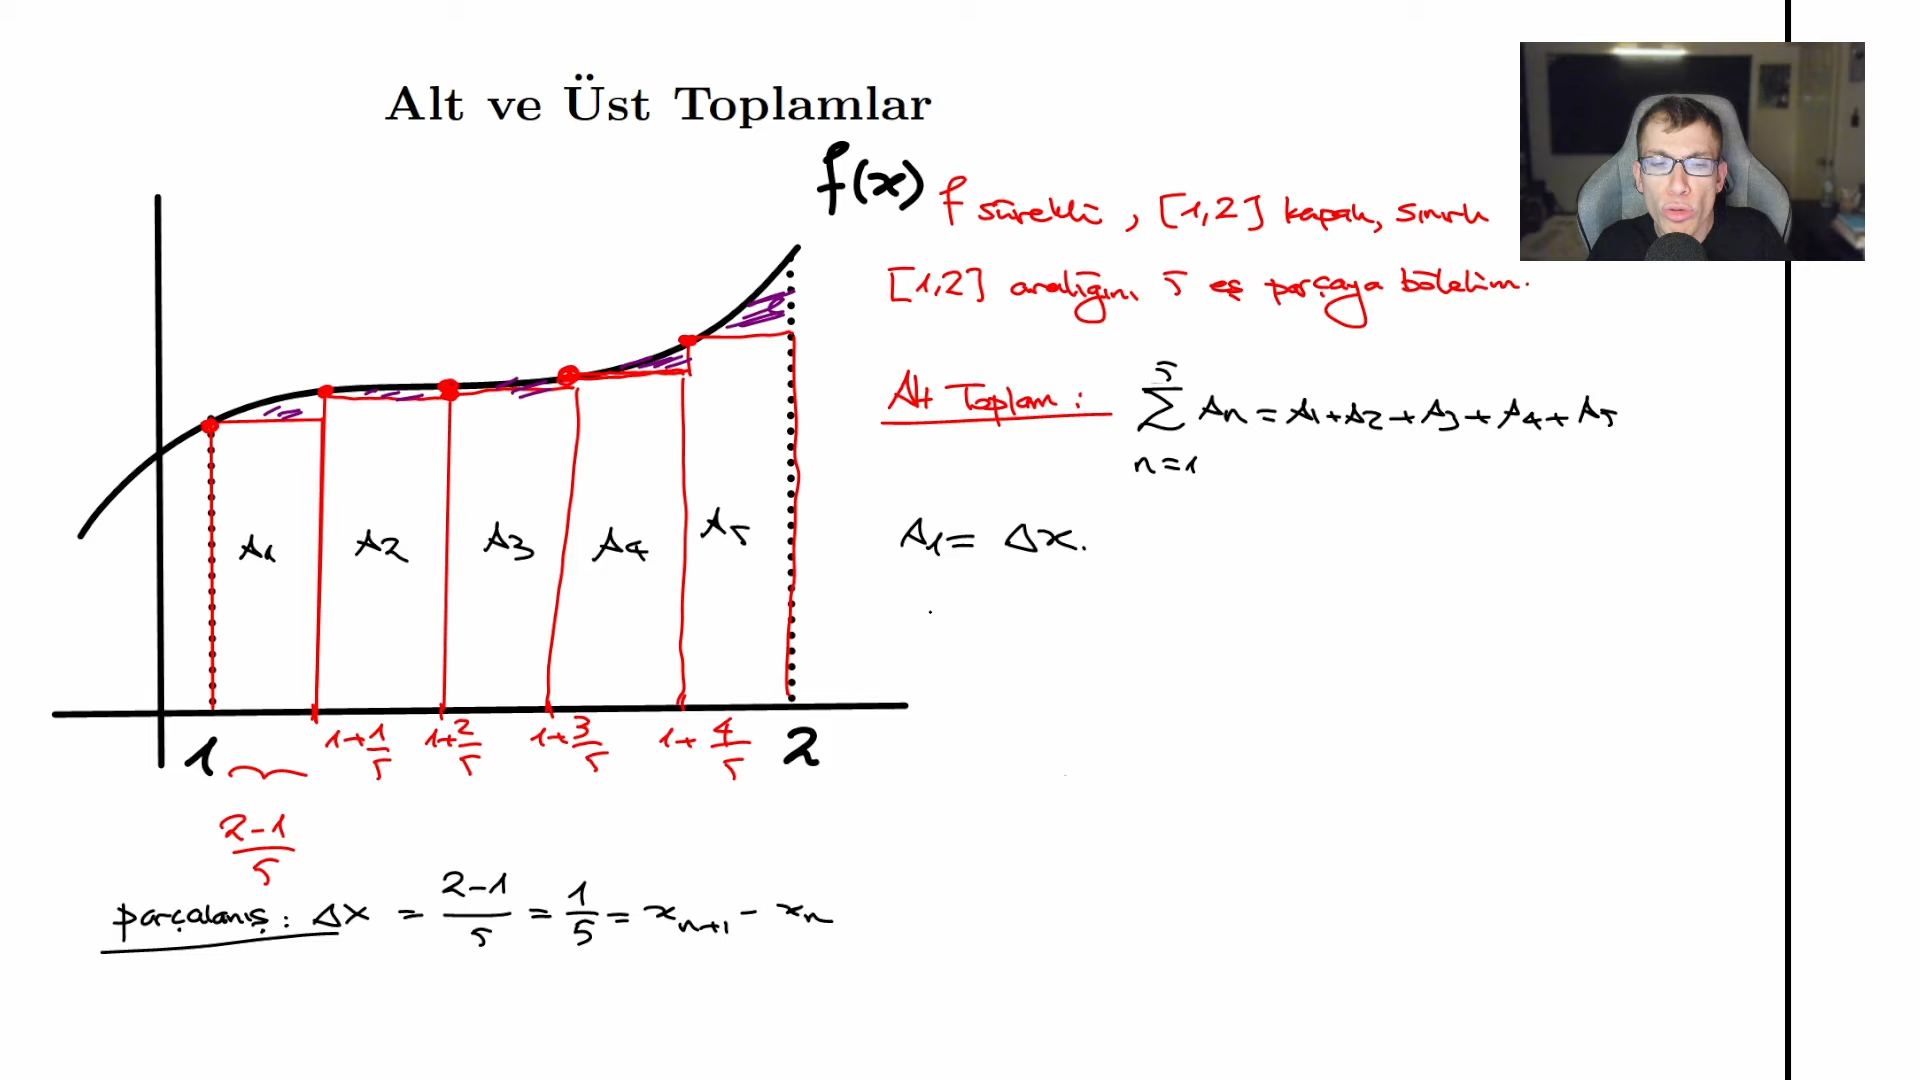 Alt ve Üst Toplamlar
f(x)
f sürekli, [1,2] kapalı, sınırlı
[1,2] aralığını 5 eş parçaya bölelim.
Alt Toplam: \sum_{n=1}^{5} An = A1+A2+A3+A4+A5
A1 A2 A3 A4 A5
A1 = Δx.
1 1+1/5 1+2/5 1+3/5 1+4/5 2
2-1/5
parçalanış: Δx = 2-1/5 = 1/5 = x_{n+1} - x_n